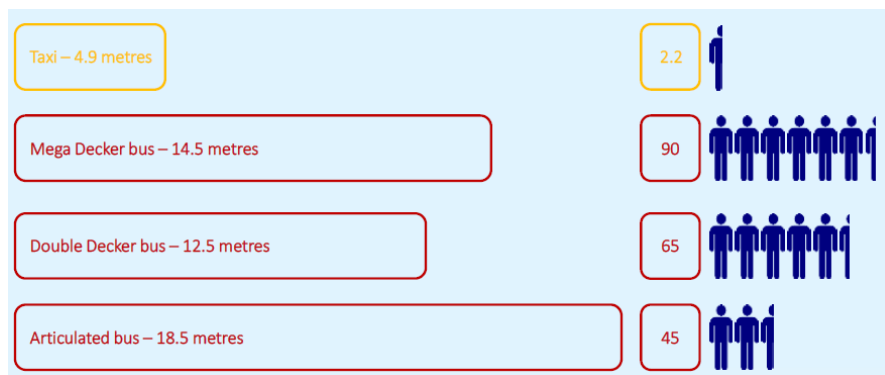 Taxi – 4.9 metres 2.2
Mega Decker bus – 14.5 metres 90
Double Decker bus – 12.5 metres 65
Articulated bus – 18.5 metres 45